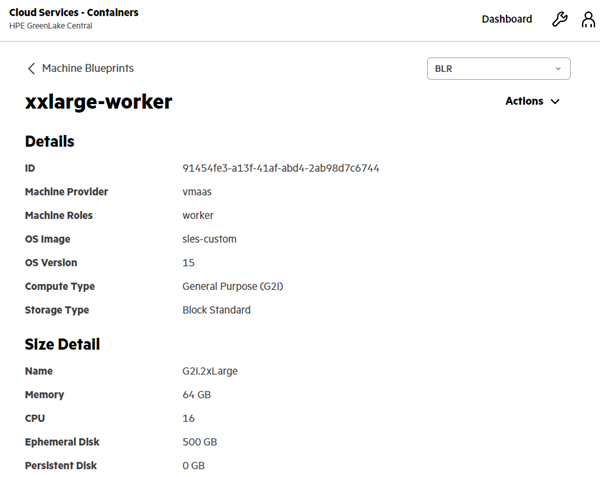 Cloud Services - Containers
HPE GreenLake Central
Dashboard
Machine Blueprints
BLR
xxlarge-worker
Actions
Details
ID 91454fe3-a13f-41af-abd4-2ab98d7c6744
Machine Provider vmaas
Machine Roles worker
OS Image sles-custom
OS Version 15
Compute Type General Purpose (G2i)
Storage Type Block Standard
Size Detail
Name G2i.2xLarge
Memory 64 GB
CPU 16
Ephemeral Disk 500 GB
Persistent Disk 0 GB